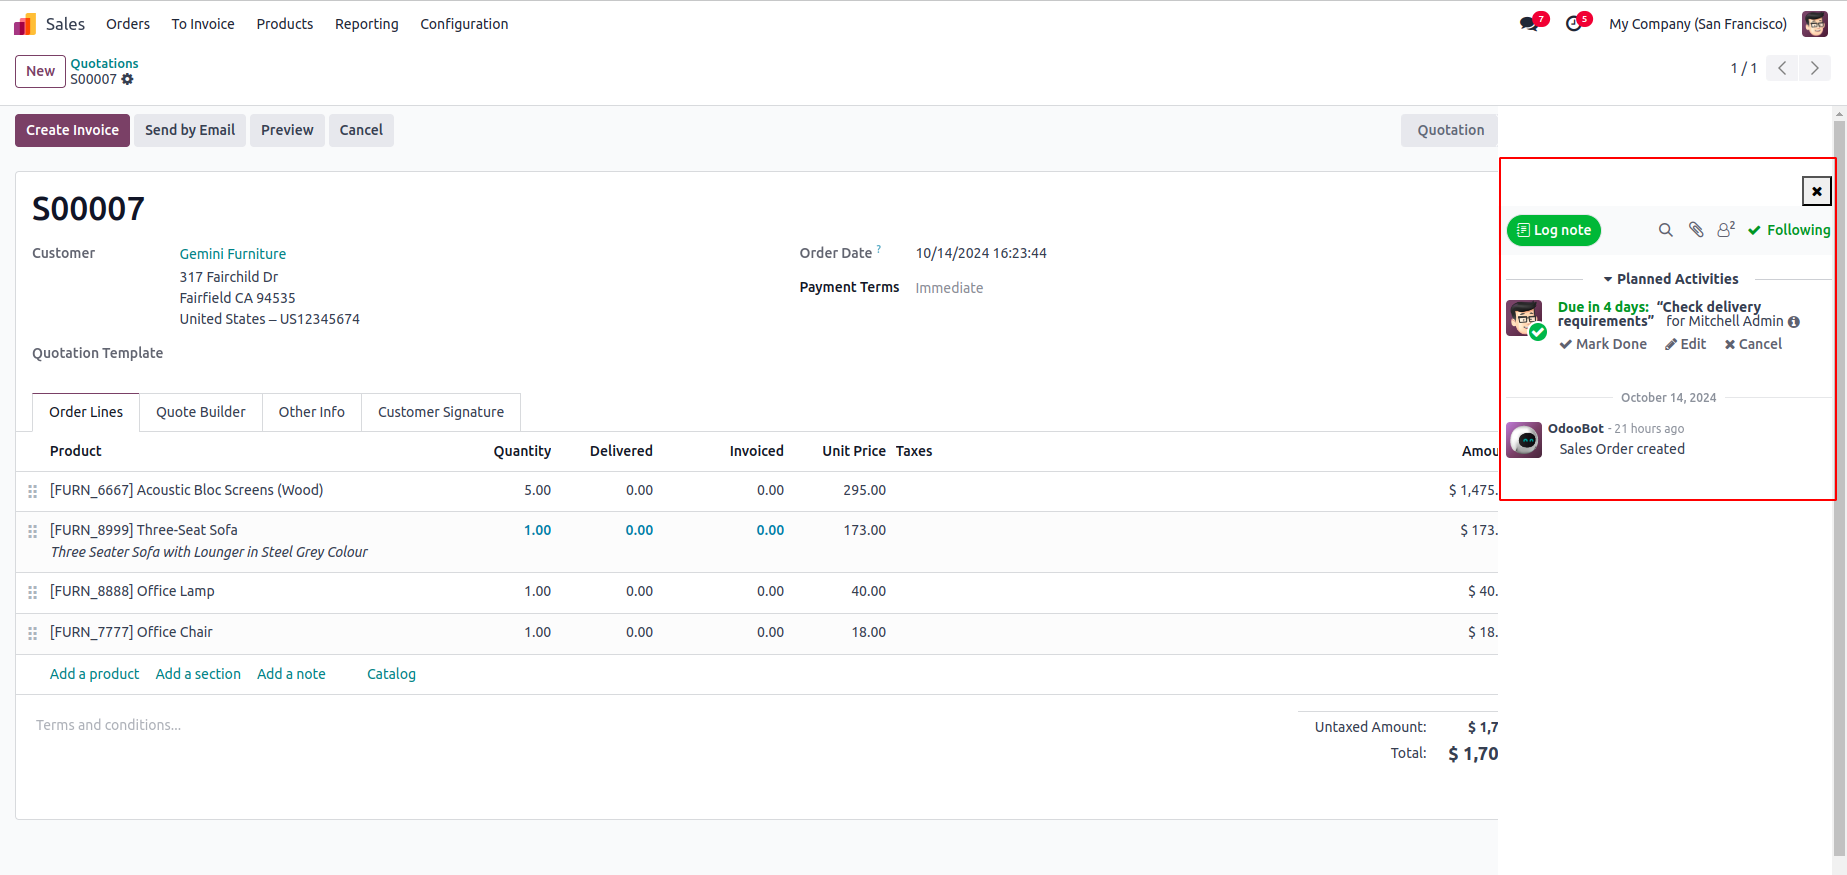 Sales Orders To Invoice Products Reporting Configuration 7 5 My Company (San Francisco)
New Quotations
S00007
1 / 1
Create Invoice Send by Email Preview Cancel Quotation
S00007
Customer Gemini Furniture
317 Fairchild Dr
Fairfield CA 94535
United States – US12345674
Order Date ? 10/14/2024 16:23:44
Payment Terms Immediate
Quotation Template
Order Lines Quote Builder Other Info Customer Signature
Product Quantity Delivered Invoiced Unit Price Taxes Amou
[FURN_6667] Acoustic Bloc Screens (Wood) 5.00 0.00 0.00 295.00 $ 1,475.
[FURN_8999] Three-Seat Sofa 1.00 0.00 0.00 173.00 $ 173.
Three Seater Sofa with Lounger in Steel Grey Colour
[FURN_8888] Office Lamp 1.00 0.00 0.00 40.00 $ 40.
[FURN_7777] Office Chair 1.00 0.00 0.00 18.00 $ 18.
Add a product Add a section Add a note Catalog
Terms and conditions...
Untaxed Amount: $ 1,7
Total: $ 1,70
Log note 2 Following
Planned Activities
Due in 4 days: “Check delivery
requirements” for Mitchell Admin
Mark Done Edit Cancel
October 14, 2024
OdooBot - 21 hours ago
Sales Order created